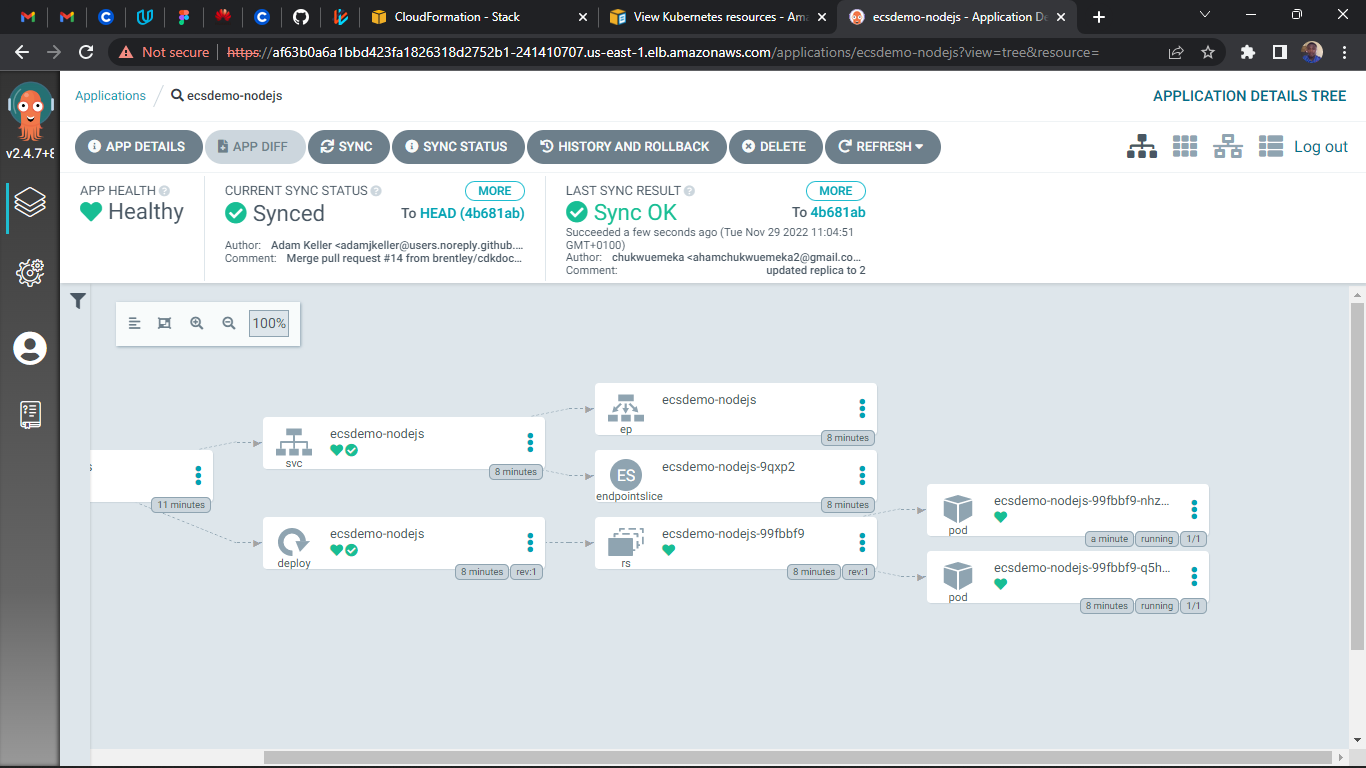 CloudFormation - Stack
View Kubernetes resources - Ama
ecsdemo-nodejs - Application De
Not secure
https://af63b0a6a1bbd423fa1826318d2752b1-241410707.us-east-1.elb.amazonaws.com/applications/ecsdemo-nodejs?view=tree&resource=
v2.4.7+8
Applications
ecsdemo-nodejs
APPLICATION DETAILS TREE
APP DETAILS
APP DIFF
SYNC
SYNC STATUS
HISTORY AND ROLLBACK
DELETE
REFRESH
Log out
APP HEALTH
Healthy
CURRENT SYNC STATUS
MORE
Synced
To HEAD (4b681ab)
Author: Adam Keller <adamjkeller@users.noreply.github....
Comment: Merge pull request #14 from brentley/cdkdoc...
LAST SYNC RESULT
MORE
Sync OK
To 4b681ab
Succeeded a few seconds ago (Tue Nov 29 2022 11:04:51
GMT+0100)
Author: chukwuemeka <ahamchukwuemeka2@gmail.co...
Comment: updated replica to 2
100%
s
11 minutes
ecsdemo-nodejs
svc
8 minutes
ecsdemo-nodejs
deploy
8 minutes
rev:1
ecsdemo-nodejs
ep
8 minutes
ES
ecsdemo-nodejs-9qxp2
endpointslice
8 minutes
ecsdemo-nodejs-99fbbf9
rs
8 minutes
rev:1
ecsdemo-nodejs-99fbbf9-nhz...
pod
a minute
running
1/1
ecsdemo-nodejs-99fbbf9-q5h...
pod
8 minutes
running
1/1